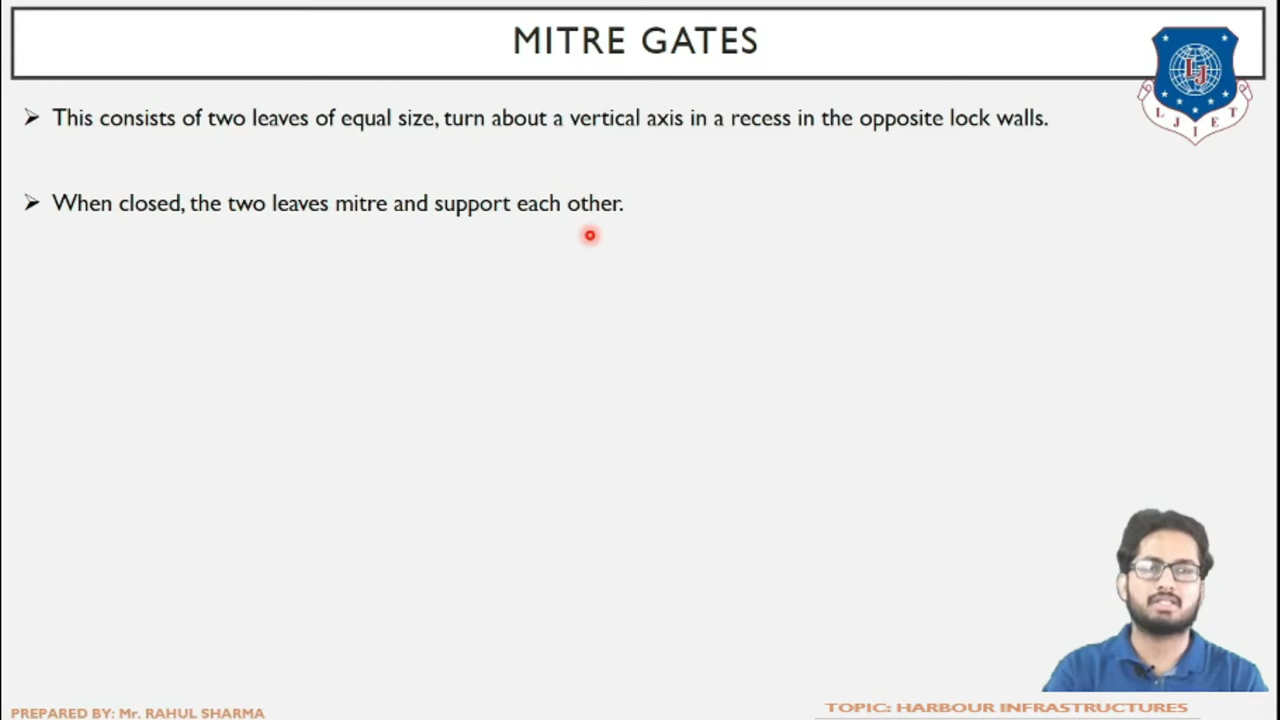 MITRE GATES
➢ This consists of two leaves of equal size, turn about a vertical axis in a recess in the opposite lock walls.
➢ When closed, the two leaves mitre and support each other.
LJ
LJIET
PREPARED BY: Mr. RAHUL SHARMA
TOPIC: HARBOUR INFRASTRUCTURES